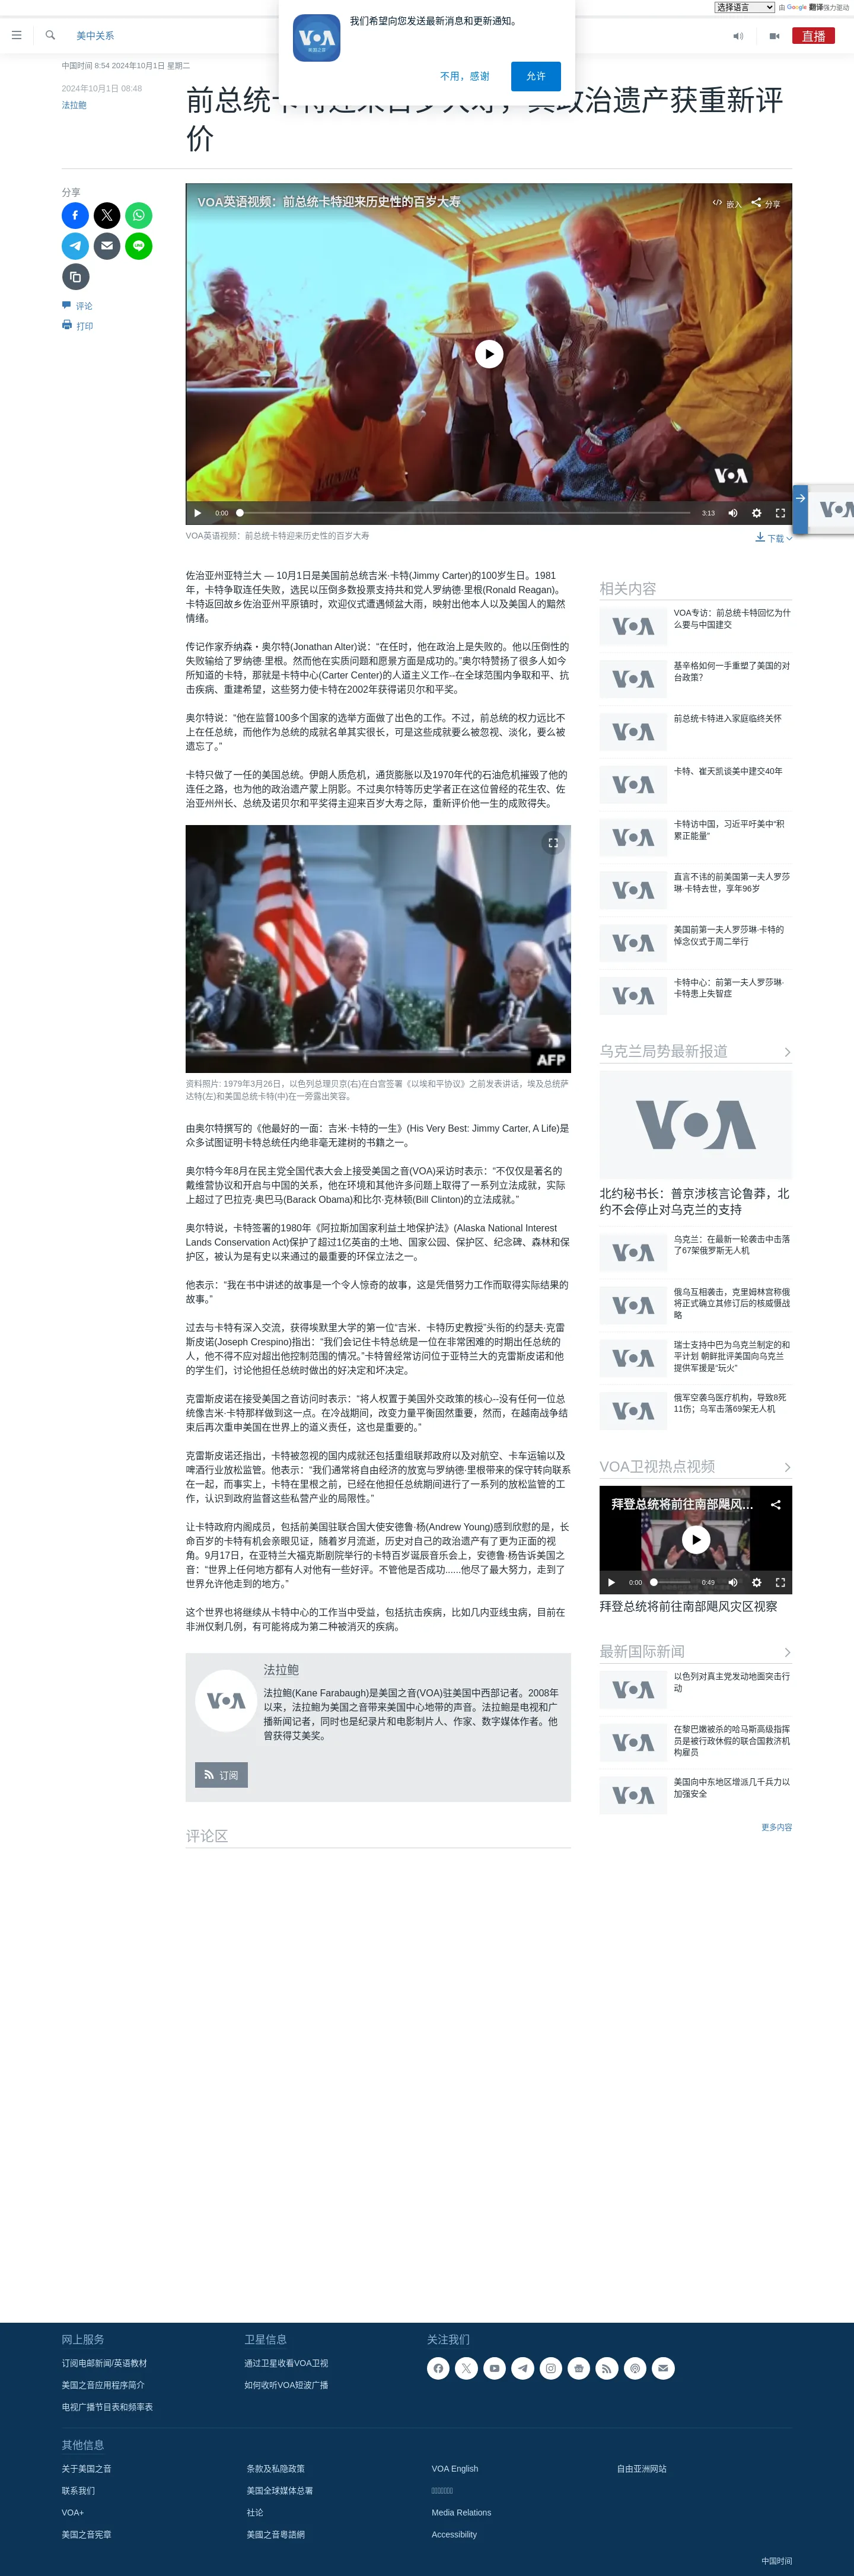 选择语言 由 Google 翻译强力驱动
我们希望向您发送最新消息和更新通知。
不用，感谢
允许
美中关系
直播
中国时间 8:54 2024年10月1日 星期二
2024年10月1日 08:48
法拉鲍
前总统卡特迎来百岁大寿，其政治遗产获重新评
价
分享
评论
打印
VOA英语视频：前总统卡特迎来历史性的百岁大寿
嵌入 分享
VOA
0:00
3:13
VOA英语视频：前总统卡特迎来历史性的百岁大寿
下载
佐治亚州亚特兰大 — 10月1日是美国前总统吉米·卡特(Jimmy Carter)的100岁生日。1981
年，卡特争取连任失败，选民以压倒多数投票支持共和党人罗纳德·里根(Ronald Reagan)。
卡特返回故乡佐治亚州平原镇时，欢迎仪式遭遇倾盆大雨，映射出他本人以及美国人的黯然
情绪。
传记作家乔纳森・奥尔特(Jonathan Alter)说：“在任时，他在政治上是失败的。他以压倒性的
失败输给了罗纳德·里根。然而他在实质问题和愿景方面是成功的。”奥尔特赞扬了很多人如今
所知道的卡特，那就是卡特中心(Carter Center)的人道主义工作--在全球范围内争取和平、抗
击疾病、重建希望，这些努力使卡特在2002年获得诺贝尔和平奖。
奥尔特说：“他在监督100多个国家的选举方面做了出色的工作。不过，前总统的权力远比不
上在任总统，而他作为总统的成就名单其实很长，可是这些成就要么被忽视、淡化，要么被
遗忘了。”
卡特只做了一任的美国总统。伊朗人质危机，通货膨胀以及1970年代的石油危机摧毁了他的
连任之路，也为他的政治遗产蒙上阴影。不过奥尔特等历史学者正在这位曾经的花生农、佐
治亚州州长、总统及诺贝尔和平奖得主迎来百岁大寿之际，重新评价他一生的成败得失。
AFP
资料照片: 1979年3月26日，以色列总理贝京(右)在白宫签署《以埃和平协议》之前发表讲话，埃及总统萨
达特(左)和美国总统卡特(中)在一旁露出笑容。
由奥尔特撰写的《他最好的一面：吉米·卡特的一生》(His Very Best: Jimmy Carter, A Life)是
众多试图证明卡特总统任内绝非毫无建树的书籍之一。
奥尔特今年8月在民主党全国代表大会上接受美国之音(VOA)采访时表示：“不仅仅是著名的
戴维营协议和开启与中国的关系，他在环境和其他许多问题上取得了一系列立法成就，实际
上超过了巴拉克·奥巴马(Barack Obama)和比尔·克林顿(Bill Clinton)的立法成就。”
奥尔特说，卡特签署的1980年《阿拉斯加国家利益土地保护法》(Alaska National Interest
Lands Conservation Act)保护了超过1亿英亩的土地、国家公园、保护区、纪念碑、森林和保
护区，被认为是有史以来通过的最重要的环保立法之一。
他表示：“我在书中讲述的故事是一个令人惊奇的故事，这是凭借努力工作而取得实际结果的
故事。”
过去与卡特有深入交流，获得埃默里大学的第一位“吉米．卡特历史教授”头衔的约瑟夫·克雷
斯皮诺(Joseph Crespino)指出：“我们会记住卡特总统是一位在非常困难的时期出任总统的
人，他不得不应对超出他控制范围的情况。”卡特曾经常访问位于亚特兰大的克雷斯皮诺和他
的学生们，讨论他担任总统时做出的好决定和坏决定。
克雷斯皮诺在接受美国之音访问时表示：“将人权置于美国外交政策的核心--没有任何一位总
统像吉米·卡特那样做到这一点。在冷战期间，改变力量平衡固然重要，然而，在越南战争结
束后再次重申美国在世界上的道义责任，这也是重要的。”
克雷斯皮诺还指出，卡特被忽视的国内成就还包括重组联邦政府以及对航空、卡车运输以及
啤酒行业放松监管。他表示：“我们通常将自由经济的放宽与罗纳德·里根带来的保守转向联系
在一起，而事实上，卡特在里根之前，已经在他担任总统期间进行了一系列的放松监管的工
作，认识到政府监督这些私营产业的局限性。”
让卡特政府内阁成员，包括前美国驻联合国大使安德鲁·杨(Andrew Young)感到欣慰的是，长
命百岁的卡特有机会亲眼见证，随着岁月流逝，历史对自己的政治遗产有了更为正面的视
角。9月17日，在亚特兰大福克斯剧院举行的卡特百岁诞辰音乐会上，安德鲁·杨告诉美国之
音：“世界上任何地方都有人对他有一些好评。不管他是否成功......他尽了最大努力，走到了
世界允许他走到的地方。”
这个世界也将继续从卡特中心的工作当中受益，包括抗击疾病，比如几内亚线虫病，目前在
非洲仅剩几例，有可能将成为第二种被消灭的疾病。
法拉鲍
法拉鲍(Kane Farabaugh)是美国之音(VOA)驻美国中西部记者。2008年
以来，法拉鲍为美国之音带来美国中心地带的声音。法拉鲍是电视和广
播新闻记者，同时也是纪录片和电影制片人、作家、数字媒体作者。他
曾获得艾美奖。
订阅
评论区
相关内容
VOA专访：前总统卡特回忆为什
么要与中国建交
基辛格如何一手重塑了美国的对
台政策?
前总统卡特进入家庭临终关怀
卡特、崔天凯谈美中建交40年
卡特访中国，习近平吁美中“积
累正能量”
直言不讳的前美国第一夫人罗莎
琳·卡特去世，享年96岁
美国前第一夫人罗莎琳·卡特的
悼念仪式于周二举行
卡特中心：前第一夫人罗莎琳·
卡特患上失智症
乌克兰局势最新报道
VOA
北约秘书长：普京涉核言论鲁莽，北
约不会停止对乌克兰的支持
乌克兰：在最新一轮袭击中击落
了67架俄罗斯无人机
俄乌互相袭击，克里姆林宫称俄
将正式确立其修订后的核威慑战
略
瑞士支持中巴为乌克兰制定的和
平计划 朝鲜批评美国向乌克兰
提供军援是“玩火”
俄军空袭乌医疗机构，导致8死
11伤；乌军击落69架无人机
VOA卫视热点视频
拜登总统将前往南部飓风…
0:00
0:49
拜登总统将前往南部飓风灾区视察
最新国际新闻
以色列对真主党发动地面突击行
动
在黎巴嫩被杀的哈马斯高级指挥
员是被行政休假的联合国救济机
构雇员
美国向中东地区增派几千兵力以
加强安全
更多内容
网上服务
订阅电邮新闻/英语教材
美国之音应用程序简介
电视广播节目表和频率表
卫星信息
通过卫星收看VOA卫视
如何收听VOA短波广播
关注我们
其他信息
关于美国之音
联系我们
VOA+
美国之音宪章
条款及私隐政策
美国全球媒体总署
社论
美國之音粵語網
VOA English
Media Relations
Accessibility
自由亚洲网站
中国时间